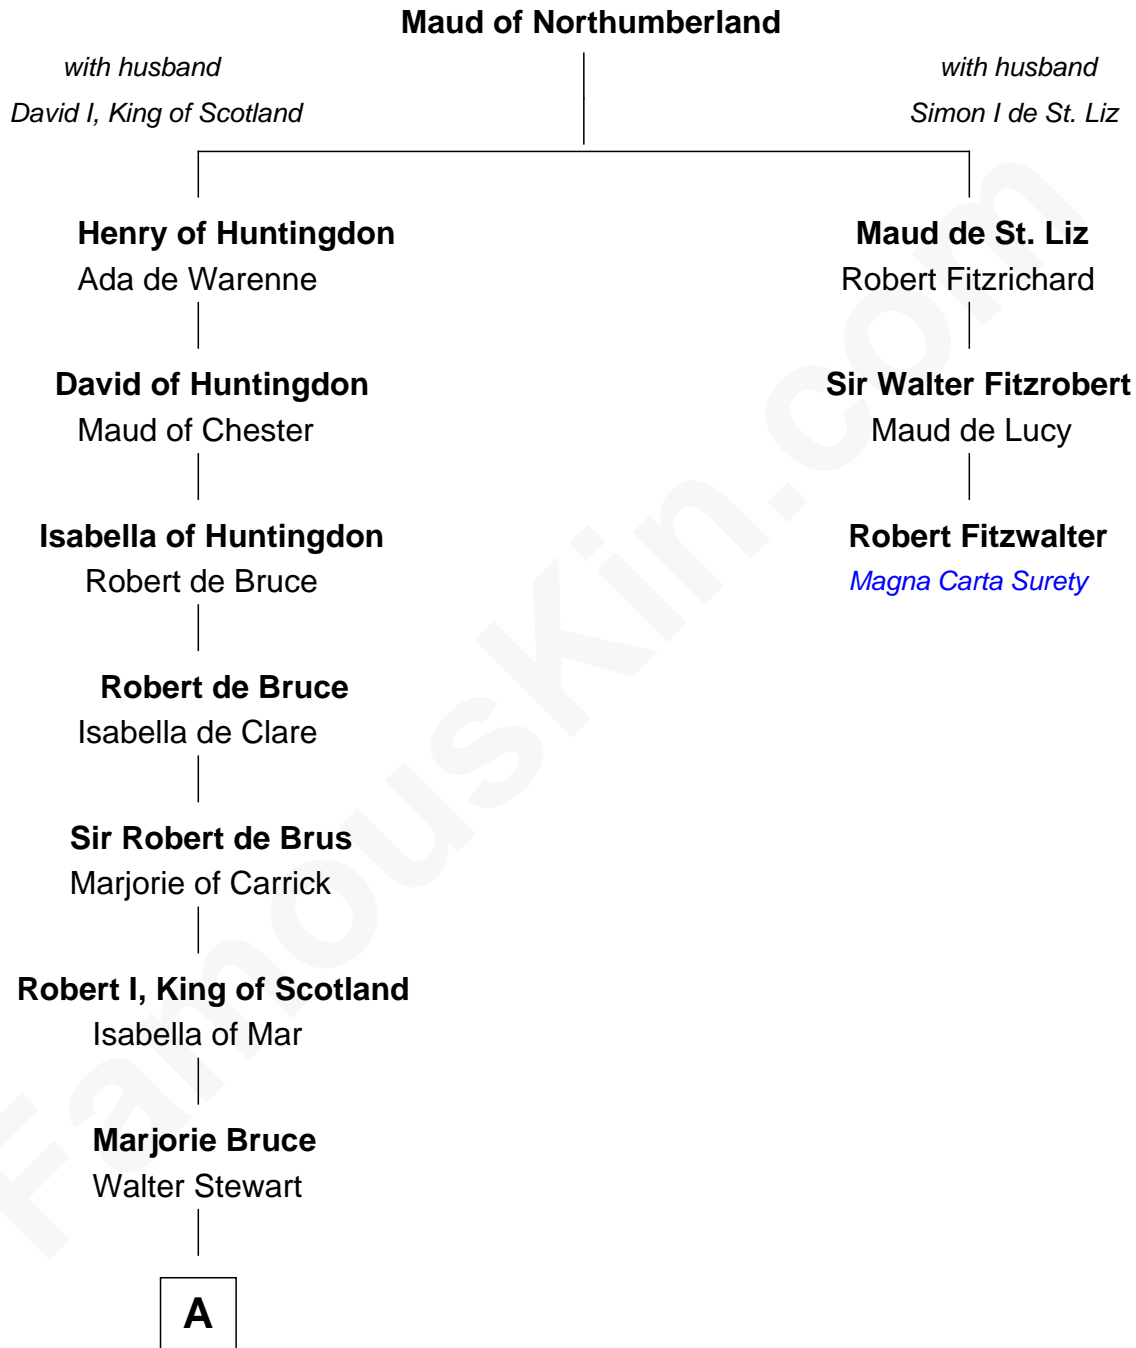 Maud of Northumberland
with husband
David I, King of Scotland
with husband
Simon I de St. Liz
Henry of Huntingdon
Ada de Warenne
Maud de St. Liz
Robert Fitzrichard
David of Huntingdon
Maud of Chester
Sir Walter Fitzrobert
Maud de Lucy
Isabella of Huntingdon
Robert de Bruce
Robert Fitzwalter
Magna Carta Surety
Robert de Bruce
Isabella de Clare
Sir Robert de Brus
Marjorie of Carrick
Robert I, King of Scotland
Isabella of Mar
Marjorie Bruce
Walter Stewart
A
FamousKin.com